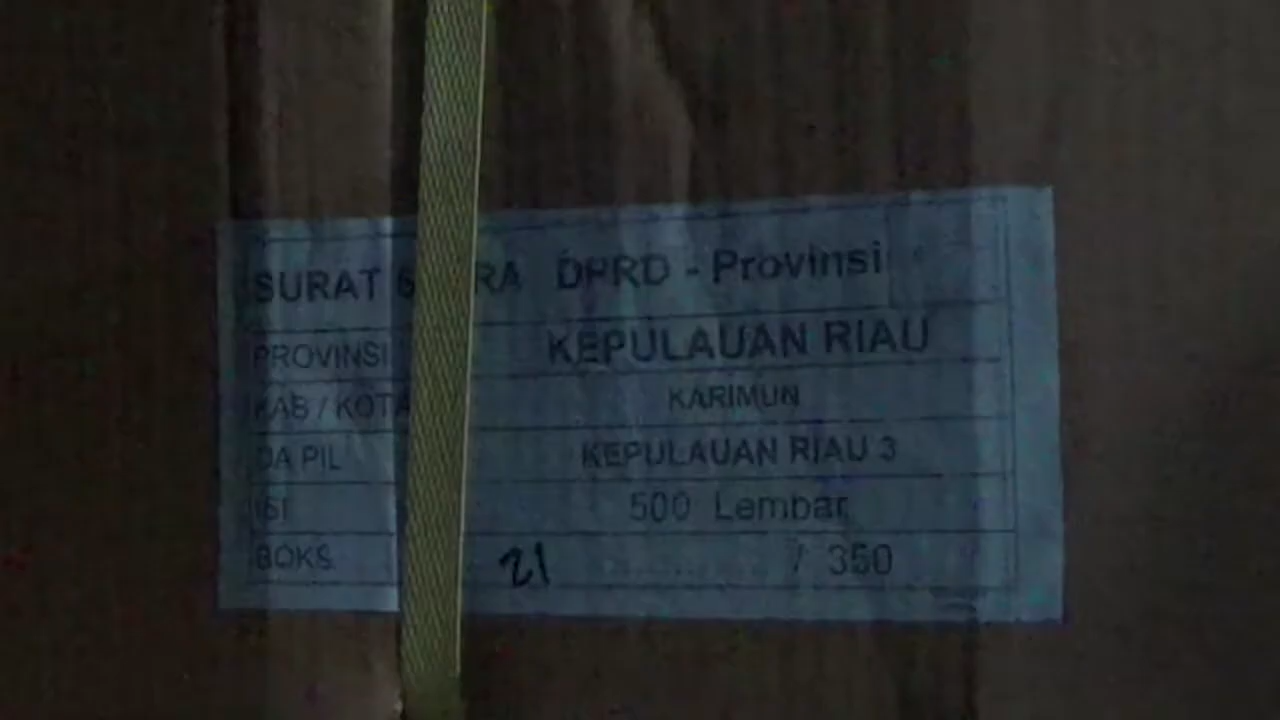 SURAT S RA DPRD - Provinsi
PROVINSI KEPULAUAN RIAU
KAB / KOTA KARIMUN
DA PIL KEPULAUAN RIAU 3
ISI 500 Lembar
BOKS 21 / 350